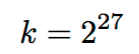 k = 2^{27}